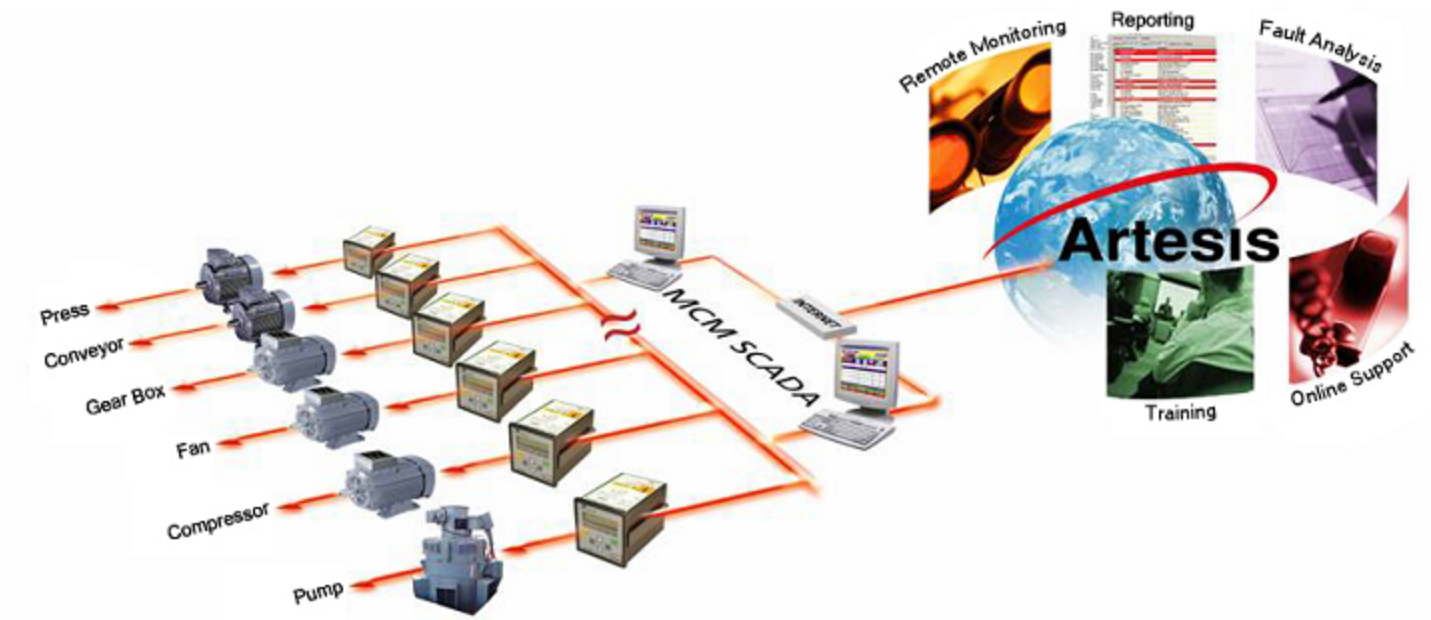 Remote Monitoring
Reporting
Fault Analysis
Artesis
Training
Online Support
INTERNET
MCM SCADA
Press
Conveyor
Gear Box
Fan
Compressor
Pump